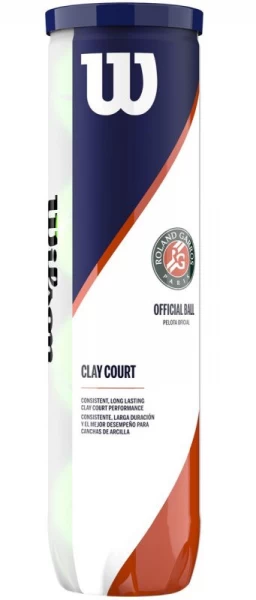 W
Wilson
ROLAND GARROS
RG
PARIS
OFFICIAL BALL
PELOTA OFICIAL
CLAY COURT
CONSISTENT, LONG LASTING
CLAY COURT PERFORMANCE
CONSISTENTE, LARGA DURACIÓN
Y EL MEJOR DESEMPEÑO PARA
CANCHAS DE ARCILLA